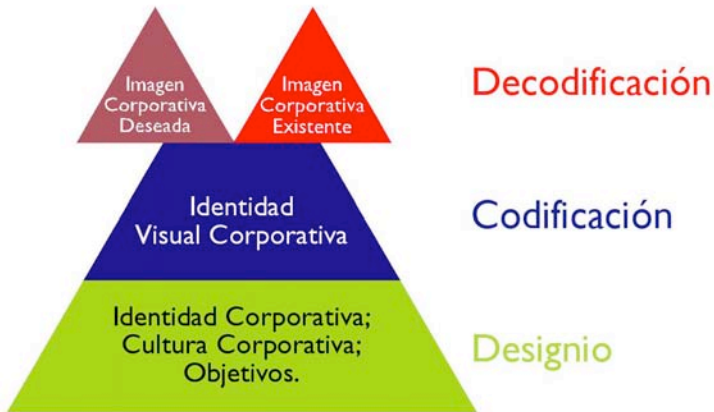 Imagen
Corporativa
Deseada
Imagen
Corporativa
Existente
Decodificación
Identidad
Visual Corporativa
Codificación
Identidad Corporativa;
Cultura Corporativa;
Objetivos.
Designio